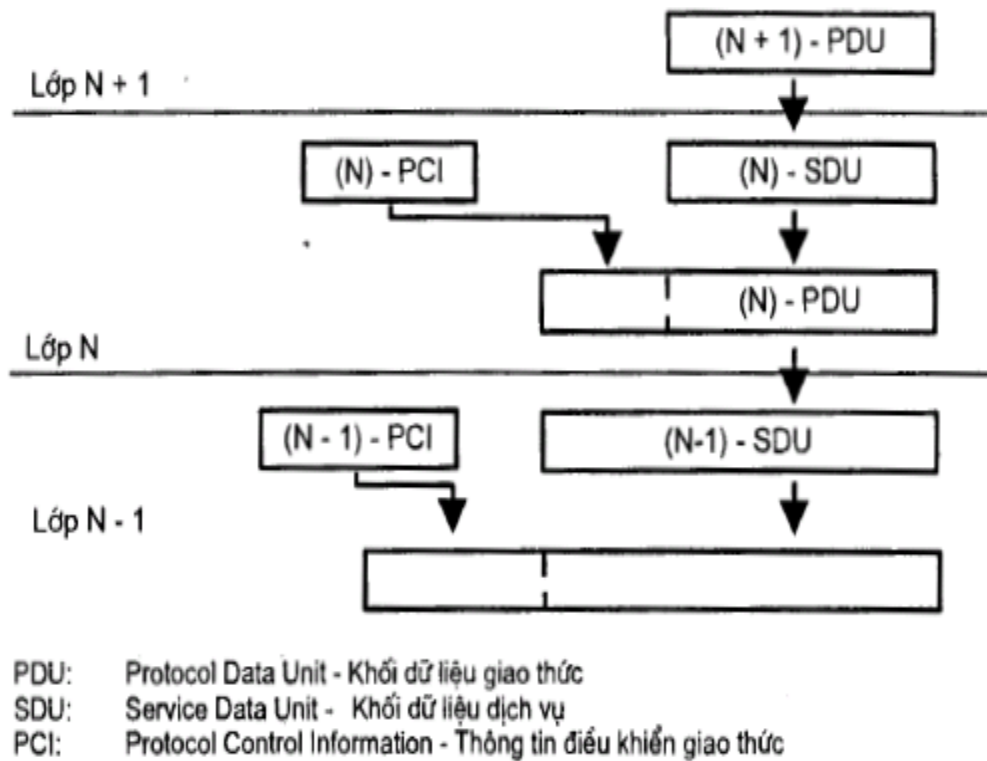 (N + 1) - PDU
Lớp N + 1
(N) - PCI
(N) - SDU
(N) - PDU
Lớp N
(N - 1) - PCI
(N-1) - SDU
Lớp N - 1
PDU: Protocol Data Unit - Khối dữ liệu giao thức
SDU: Service Data Unit - Khối dữ liệu dịch vụ
PCI: Protocol Control Information - Thông tin điều khiển giao thức